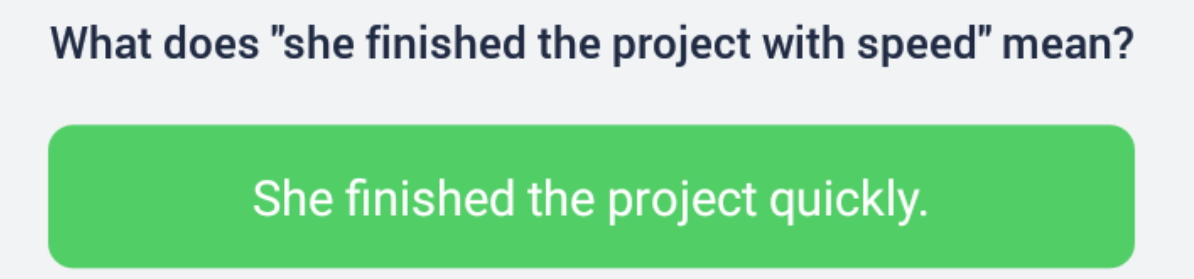 What does "she finished the project with speed" mean?
She finished the project quickly.